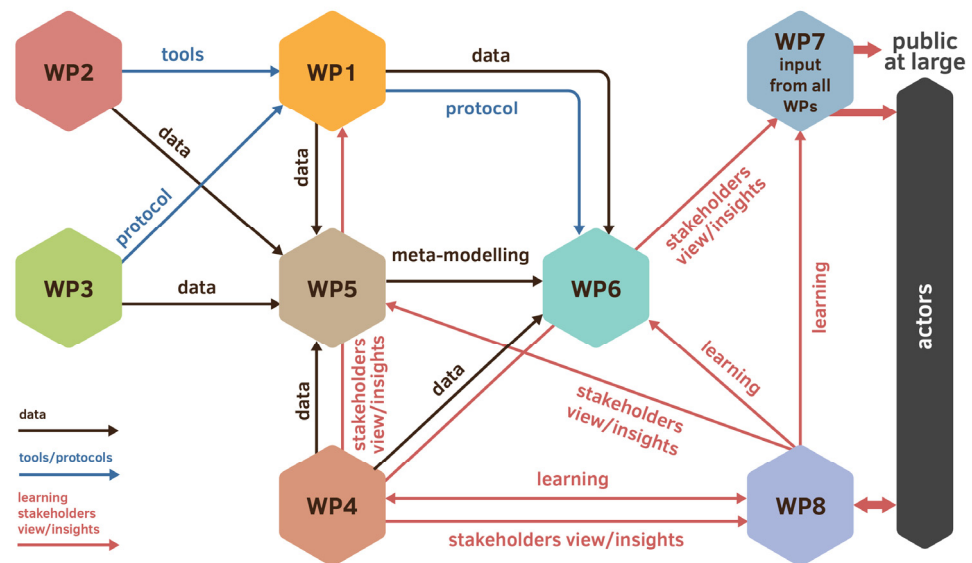 WP2
tools
WP1
data
protocol
WP7
input
from all
WPs
public
at large
data
data
protocol
stakeholders
view/insights
WP3
data
WP5
meta-modelling
WP6
learning
actors
data
stakeholders
view/insights
data
learning
stakeholders
view/insights
data
tools/protocols
learning
stakeholders
view/insights
WP4
learning
stakeholders view/insights
WP8